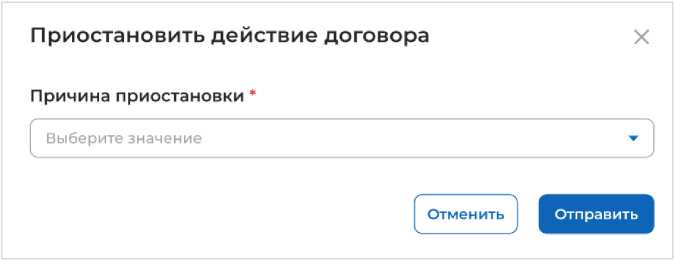 Приостановить действие договора
Причина приостановки *
Выберите значение
Отменить
Отправить